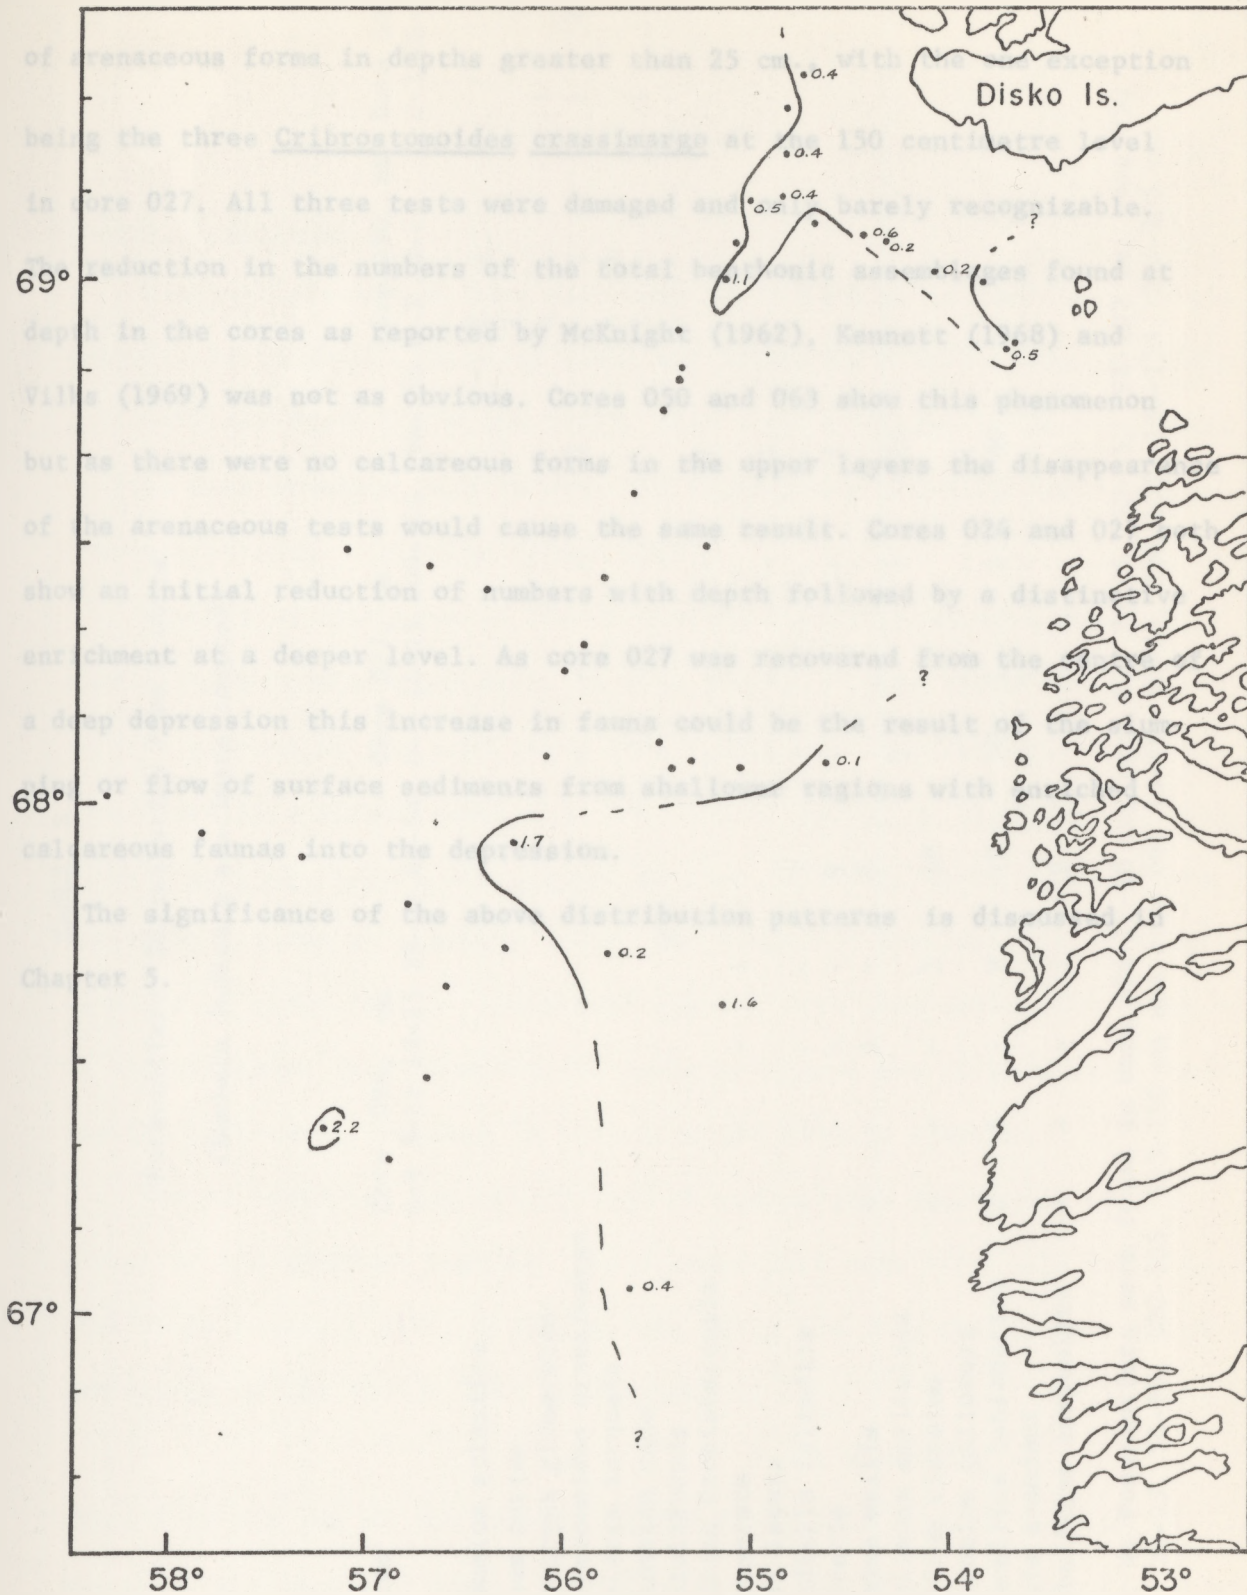 of arenaceous forms in depths greater than 25 cm., with the one exception
being the three Cribrostomoides crassimargo at the 150 centimetre level
in core 027. All three tests were damaged and only barely recognizable.
The reduction in the numbers of the total benthonic assemblages found at
depth in the cores as reported by McKnight (1962), Kennett (1968) and
Vilks (1969) was not as obvious. Cores 050 and 063 show this phenomenon
but as there were no calcareous forms in the upper layers the disappearance
of the arenaceous tests would cause the same result. Cores 024 and both
show an initial reduction of numbers with depth followed by a distinctive
enrichment at a deeper level. As core 027 was recovered from the centre of
a deep depression this increase in fauna could be the result of the slum-
ping or flow of surface sediments from shallower regions with enriched
calcareous faunas into the depression.
The significance of the above distribution patterns is discussed in
Chapter 5.
Disko Is.
0.4
0.4
0.4
0.5
0.6
0.2
?
69°
1.1
0.2
0.5
?
0.1
68°
1.7
0.2
1.6
2.2
0.4
67°
?
58°
57°
56°
55°
54°
53°